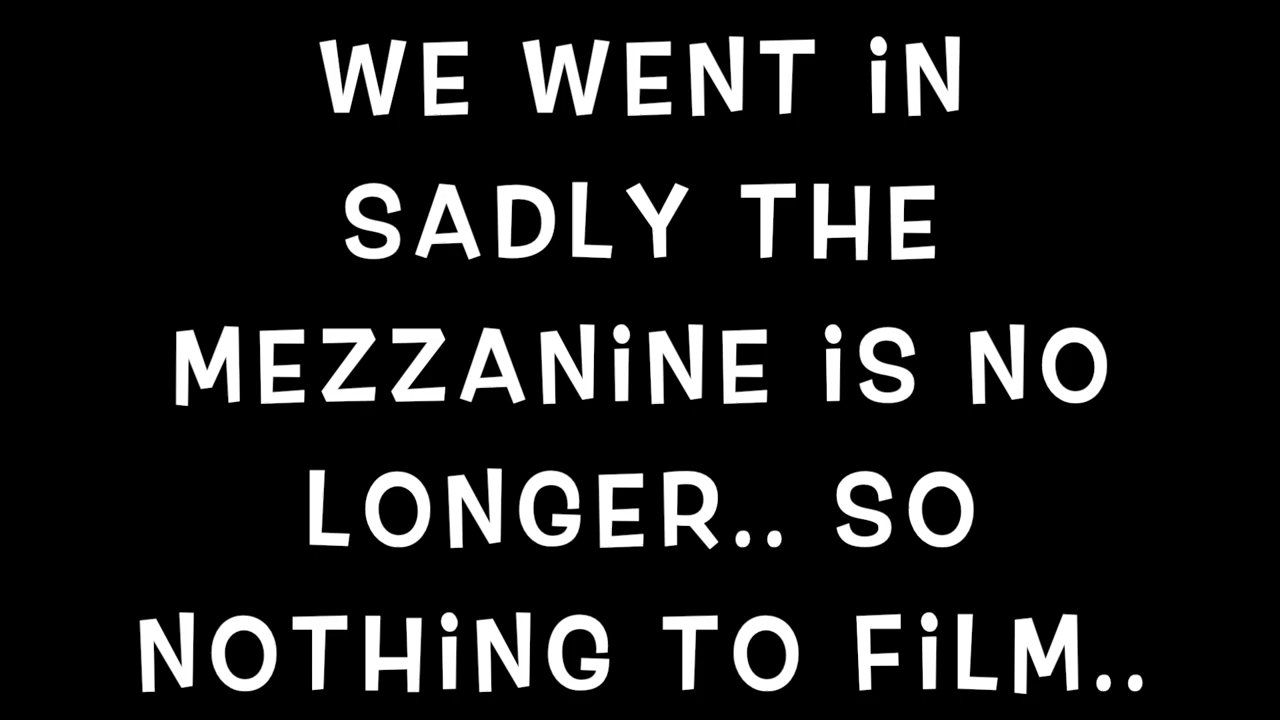 WE WENT iN
SADLY THE
MEZZANiNE iS NO
LONGER.. SO
NOTHiNG TO FiLM..